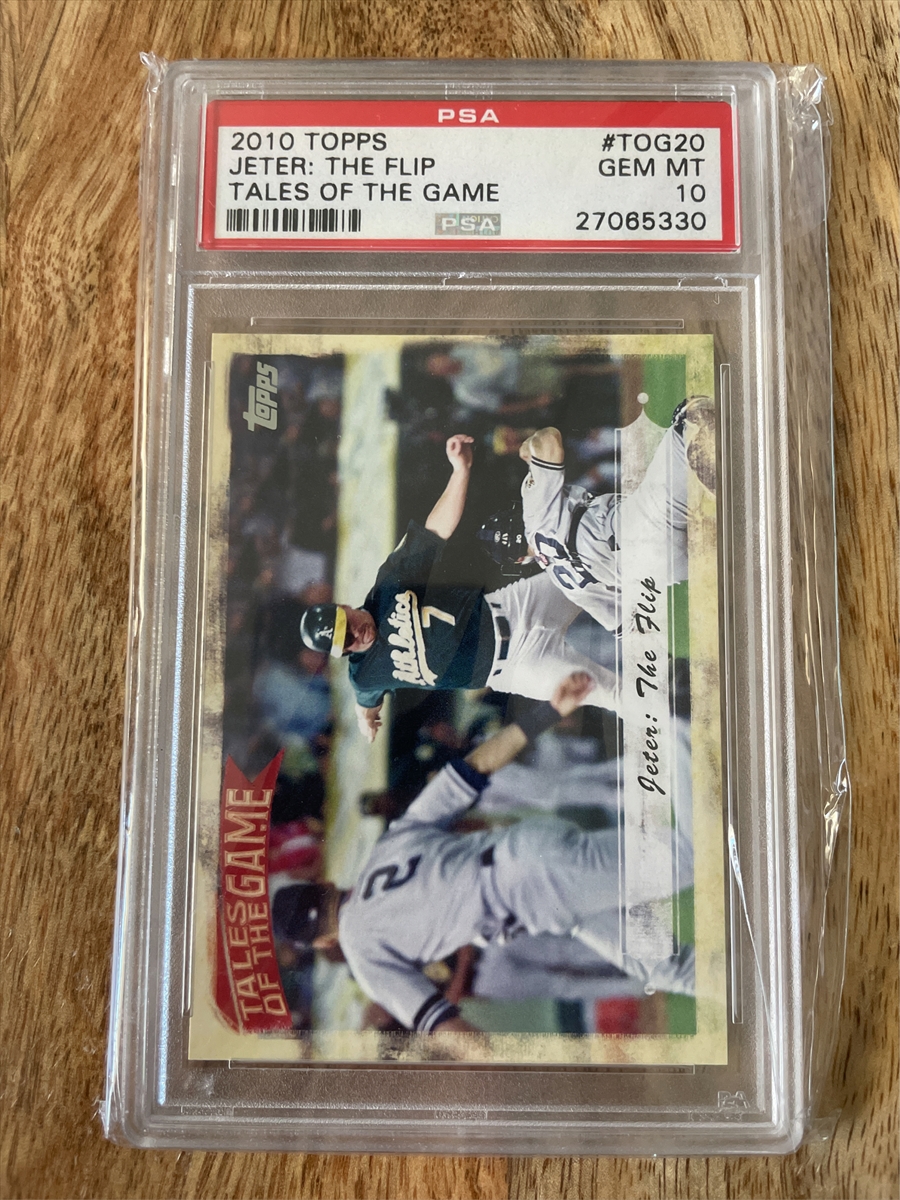 PSA
2010 TOPPS #TOG20
JETER: THE FLIP GEM MT
TALES OF THE GAME 10
PSA 27065330
topps
TALES
OF THE GAME
Athletics
7
20
2
Jeter: The Flip